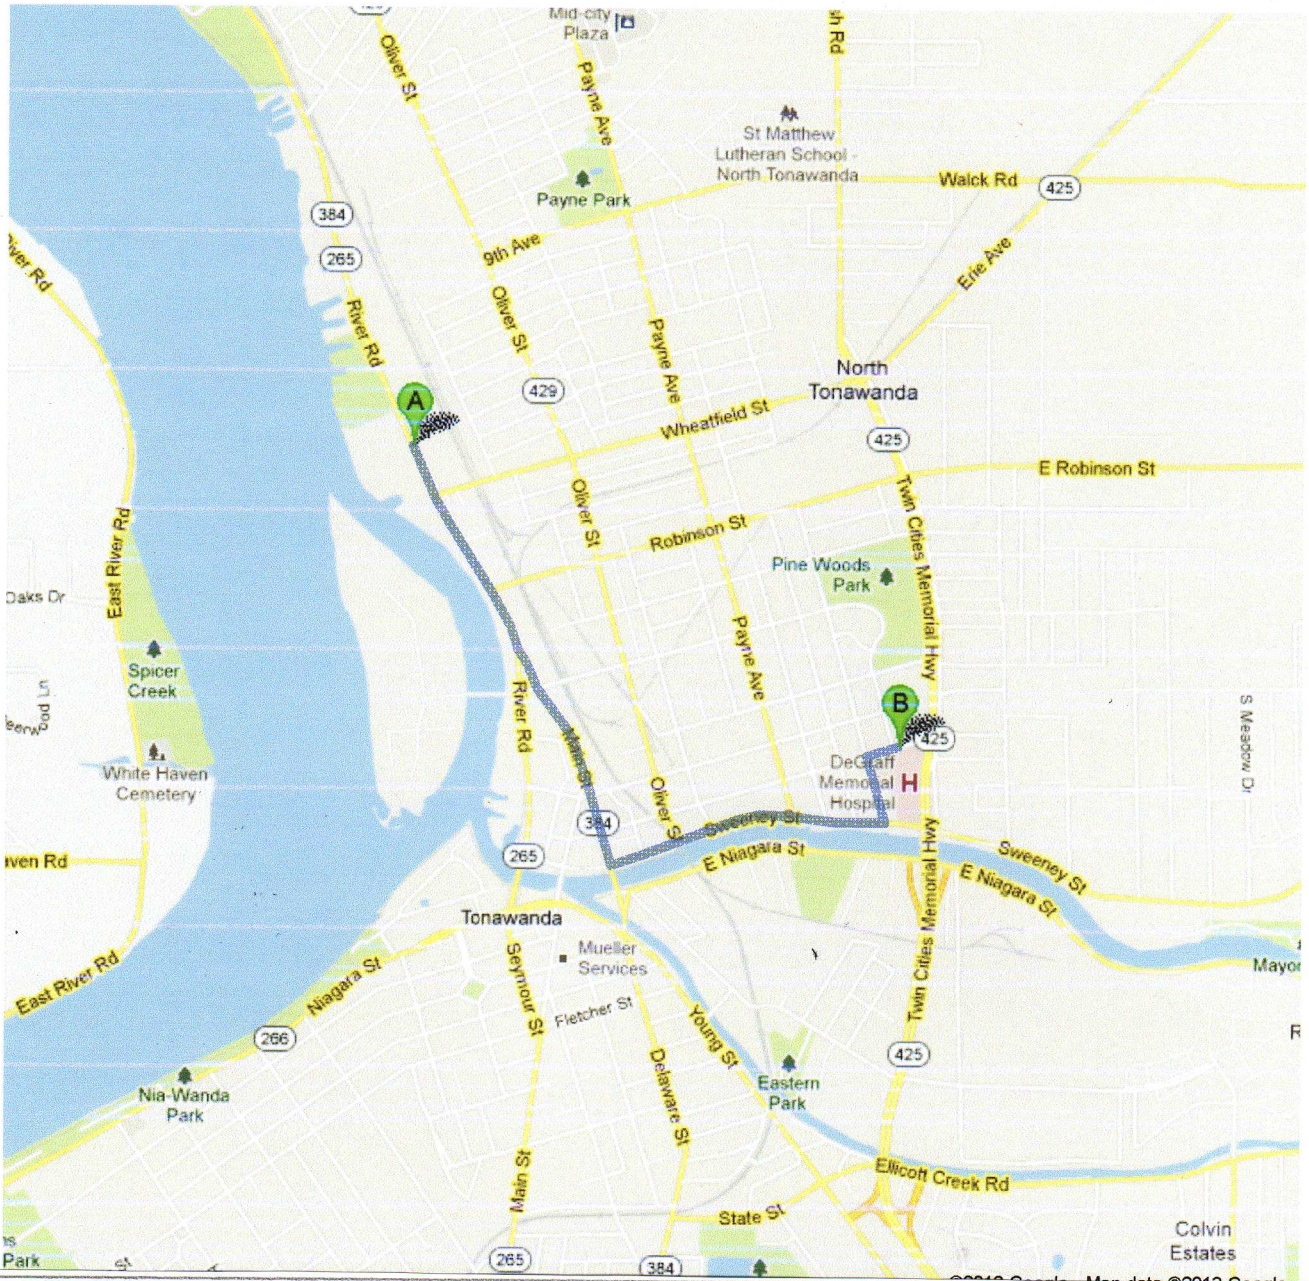 Mid-city
Plaza
Oliver St
Payne Ave
St Matthew
Lutheran School -
North Tonawanda
Walck Rd
425
Payne Park
384
9th Ave
265
River Rd
Erie Ave
Oliver St
River Rd
Payne Ave
North
Tonawanda
429
A
Wheatfield St
425
E Robinson St
Oliver St
Robinson St
Twin Cities Memorial Hwy
East River Rd
Pine Woods
Park
Oaks Dr
Payne Ave
Spicer
Creek
River Rd
B
S Meadow Dr
425
Main St
White Haven
Cemetery
DeGraff
Memorial
Hospital
H
Oliver St
384
Sweeney St
265
E Niagara St
Sweeney St
E Niagara St
Twin Cities Memorial Hwy
Tonawanda
Mueller
Services
East River Rd
Niagara St
Seymour St
Fletcher St
266
Young St
425
Nia-Wanda
Park
Delaware St
Eastern
Park
Main St
Ellicott Creek Rd
State St
Colvin
Estates
Park
265
384